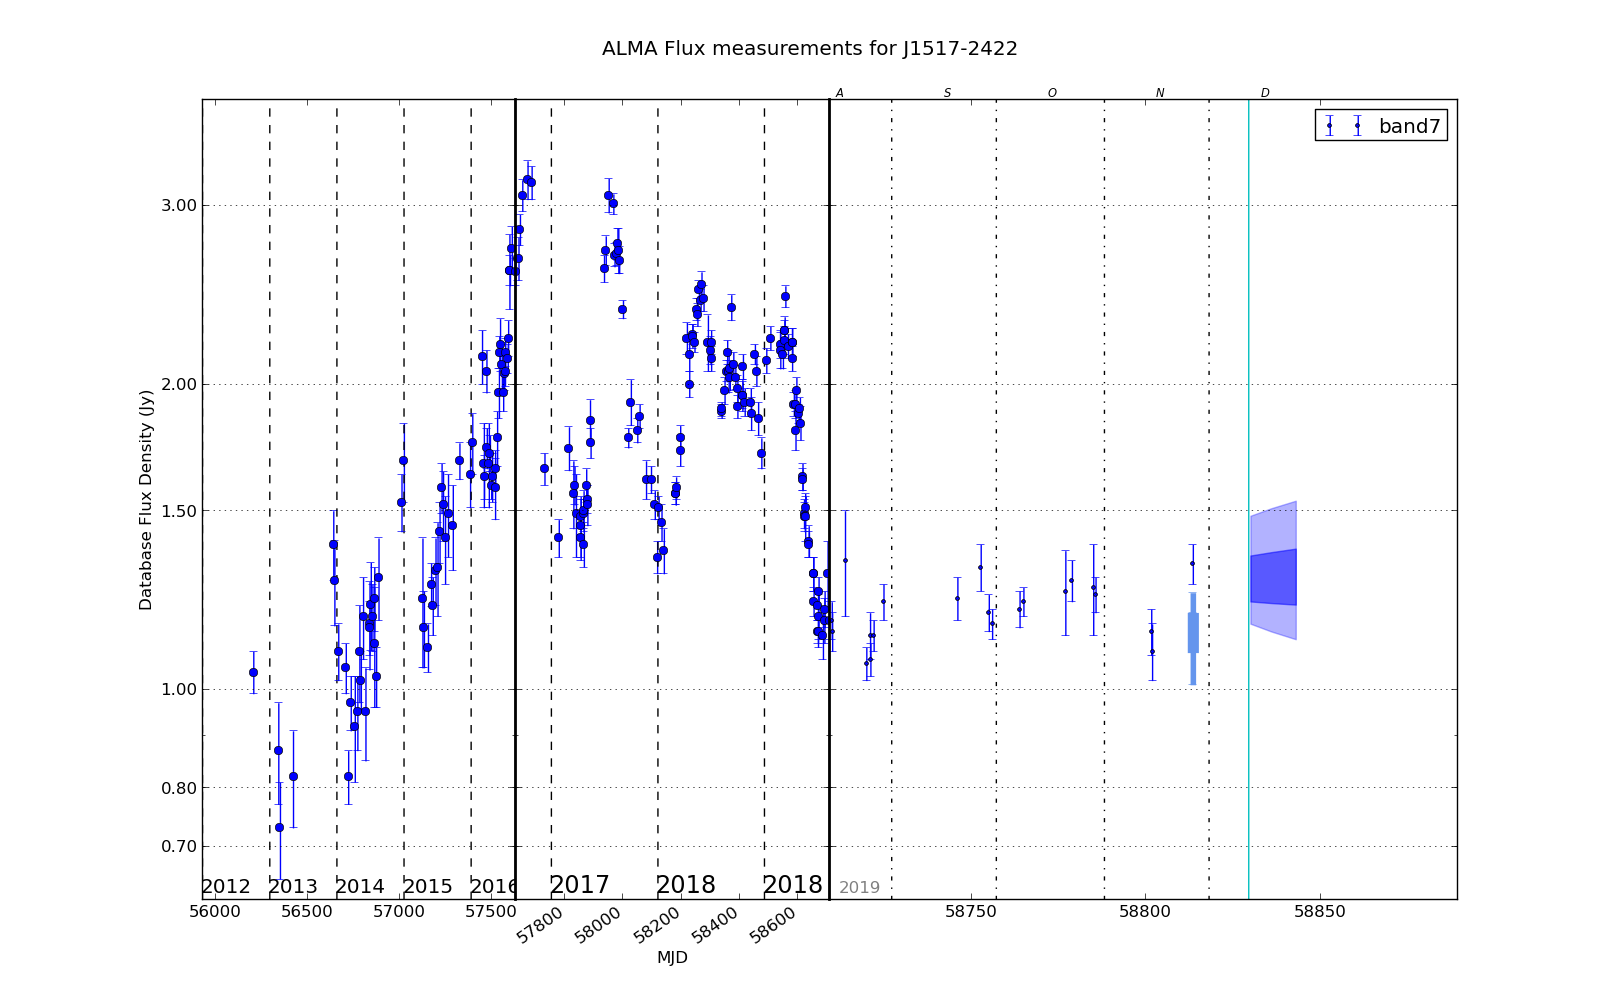 ALMA Flux measurements for J1517-2422
A S O N D
band7
3.00
2.00
1.50
1.00
0.80
0.70
Database Flux Density (Jy)
2012 2013 2014 2015 2016 2017 2018 2018 2019
56000 56500 57000 57500 57800 58000 58200 58400 58600 58750 58800 58850
MJD